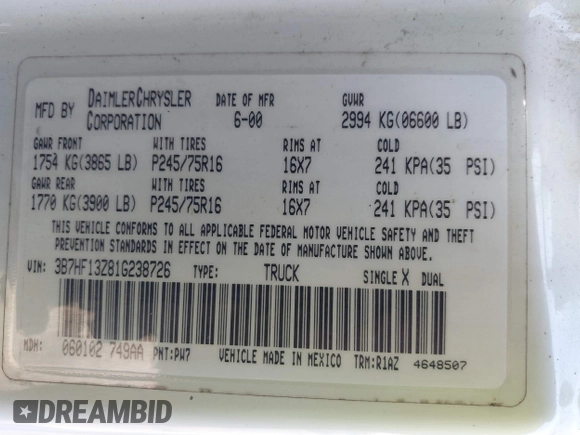 MFD BY DAIMLERCHRYSLER CORPORATION DATE OF MFR 6-00 GVWR 2994 KG(06600 LB)
GAWR FRONT WITH TIRES RIMS AT COLD
1754 KG(3865 LB) P245/75R16 16X7 241 KPA(35 PSI)
GAWR REAR WITH TIRES RIMS AT COLD
1770 KG(3900 LB) P245/75R16 16X7 241 KPA(35 PSI)
THIS VEHICLE CONFORMS TO ALL APPLICABLE FEDERAL MOTOR VEHICLE SAFETY AND THEFT
PREVENTION STANDARDS IN EFFECT ON THE DATE OF MANUFACTURE SHOWN ABOVE.
VIN: 3B7HF13Z81G238726 TYPE: TRUCK SINGLE X DUAL
MDH: 060102 749AA PNT:PW7 VEHICLE MADE IN MEXICO TRM:R1AZ 4648507
DREAMBID